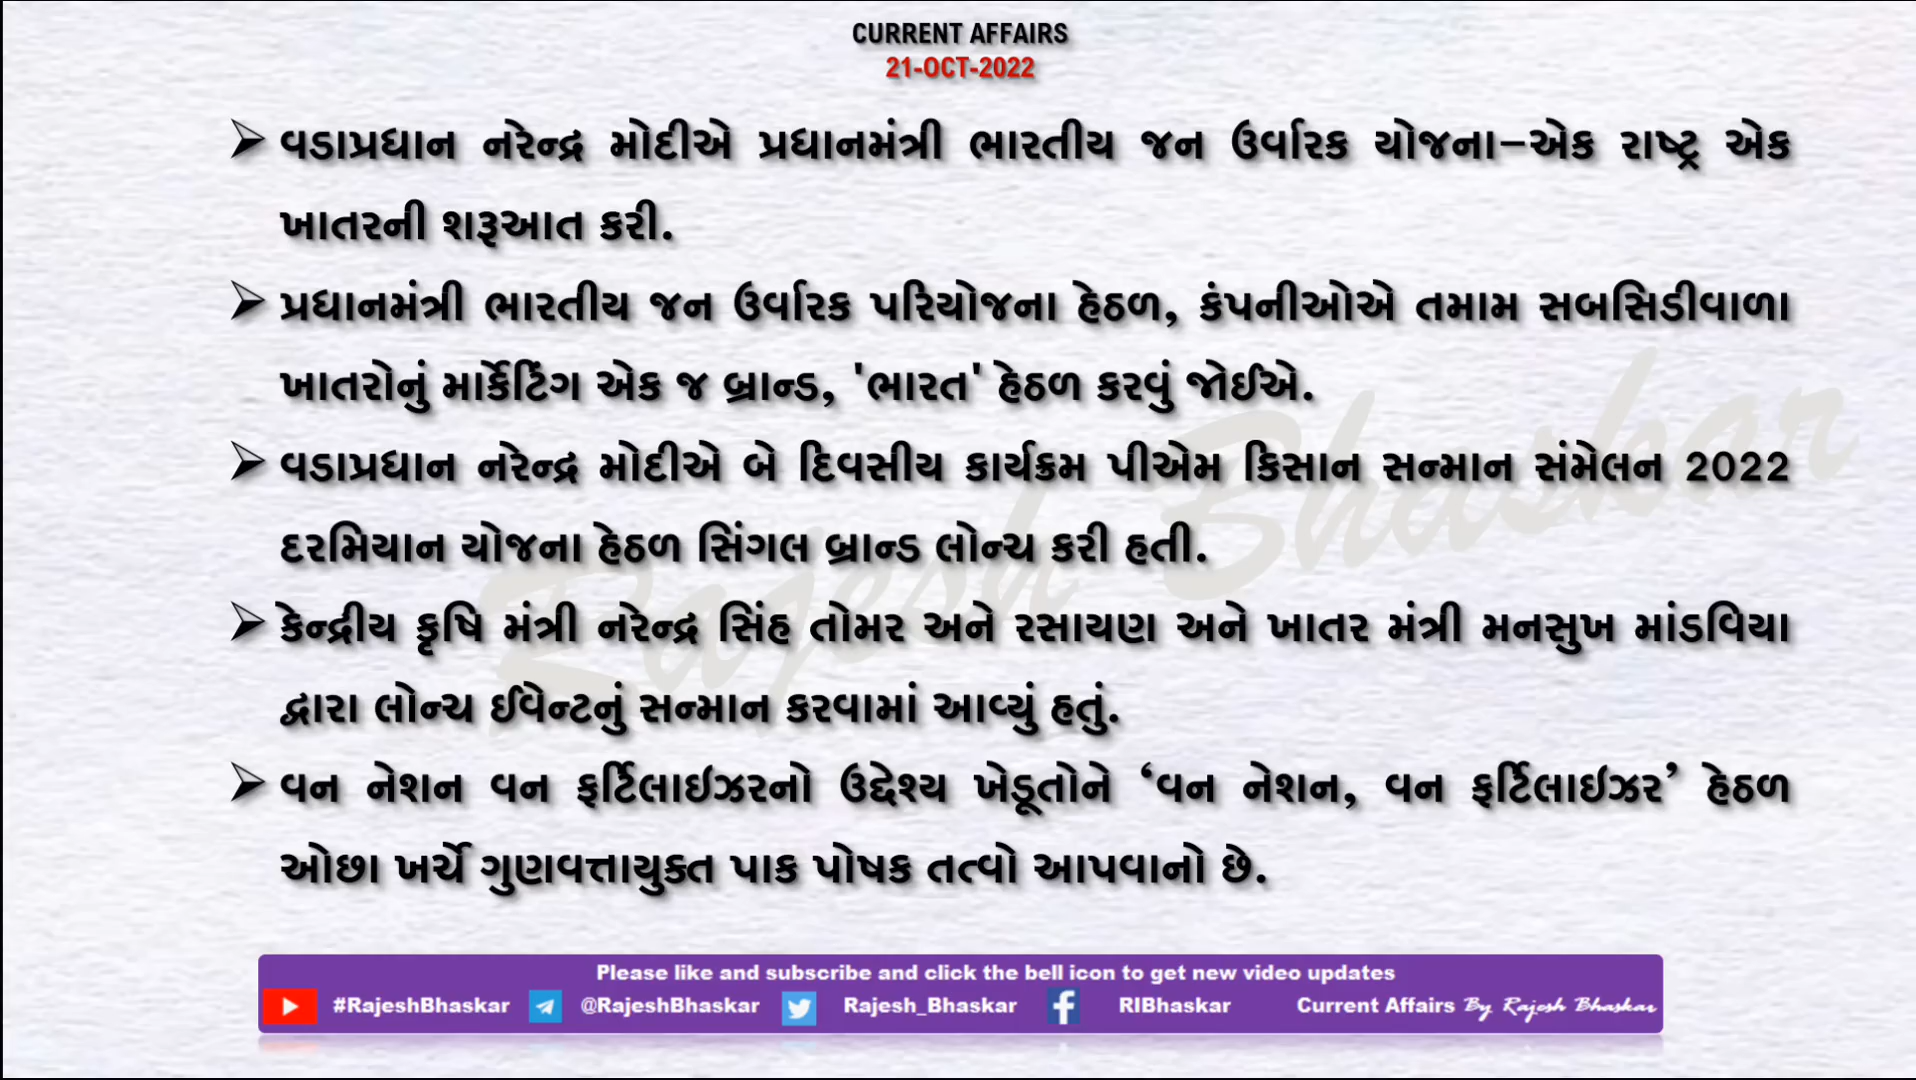 CURRENT AFFAIRS
21-OCT-2022
વડાપ્રધાન નરેન્દ્ર મોદીએ પ્રધાનમંત્રી ભારતીય જન ઉર્વારક યોજના–એક રાષ્ટ્ર એક
ખાતરની શરૂઆત કરી.
પ્રધાનમંત્રી ભારતીય જન ઉર્વારક પરિયોજના હેઠળ, કંપનીઓએ તમામ સબસિડીવાળા
ખાતરોનું માર્કેટિંગ એક જ બ્રાન્ડ, 'ભારત' હેઠળ કરવું જોઈએ.
વડાપ્રધાન નરેન્દ્ર મોદીએ બે દિવસીય કાર્યક્રમ પીએમ કિસાન સન્માન સંમેલન 2022
દરમિયાન યોજના હેઠળ સિંગલ બ્રાન્ડ લોન્ચ કરી હતી.
કેન્દ્રીય કૃષિ મંત્રી નરેન્દ્ર સિંહ તોમર અને રસાયણ અને ખાતર મંત્રી મનસુખ માંડવિયા
દ્વારા લોન્ચ ઈવેન્ટનું સન્માન કરવામાં આવ્યું હતું.
વન નેશન વન ફર્ટિલાઈઝરનો ઉદ્દેશ્ય ખેડૂતોને ‘વન નેશન, વન ફર્ટિલાઈઝર’ હેઠળ
ઓછા ખર્ચે ગુણવત્તાયુક્ત પાક પોષક તત્વો આપવાનો છે.
Rajesh Bhaskar
Please like and subscribe and click the bell icon to get new video updates
#RajeshBhaskar @RajeshBhaskar Rajesh_Bhaskar RIBhaskar Current Affairs By Rajesh Bhaskar